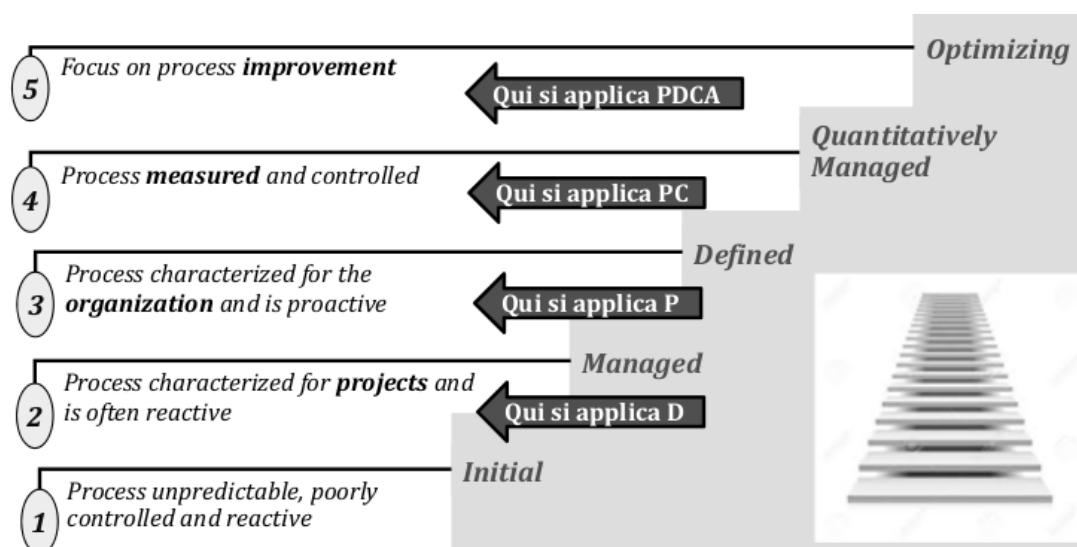 Optimizing
5
Focus on process improvement
Qui si applica PDCA
Quantitatively
Managed
4
Process measured and controlled
Qui si applica PC
Defined
3
Process characterized for the
organization and is proactive
Qui si applica P
Managed
2
Process characterized for projects and
is often reactive
Qui si applica D
Initial
1
Process unpredictable, poorly
controlled and reactive